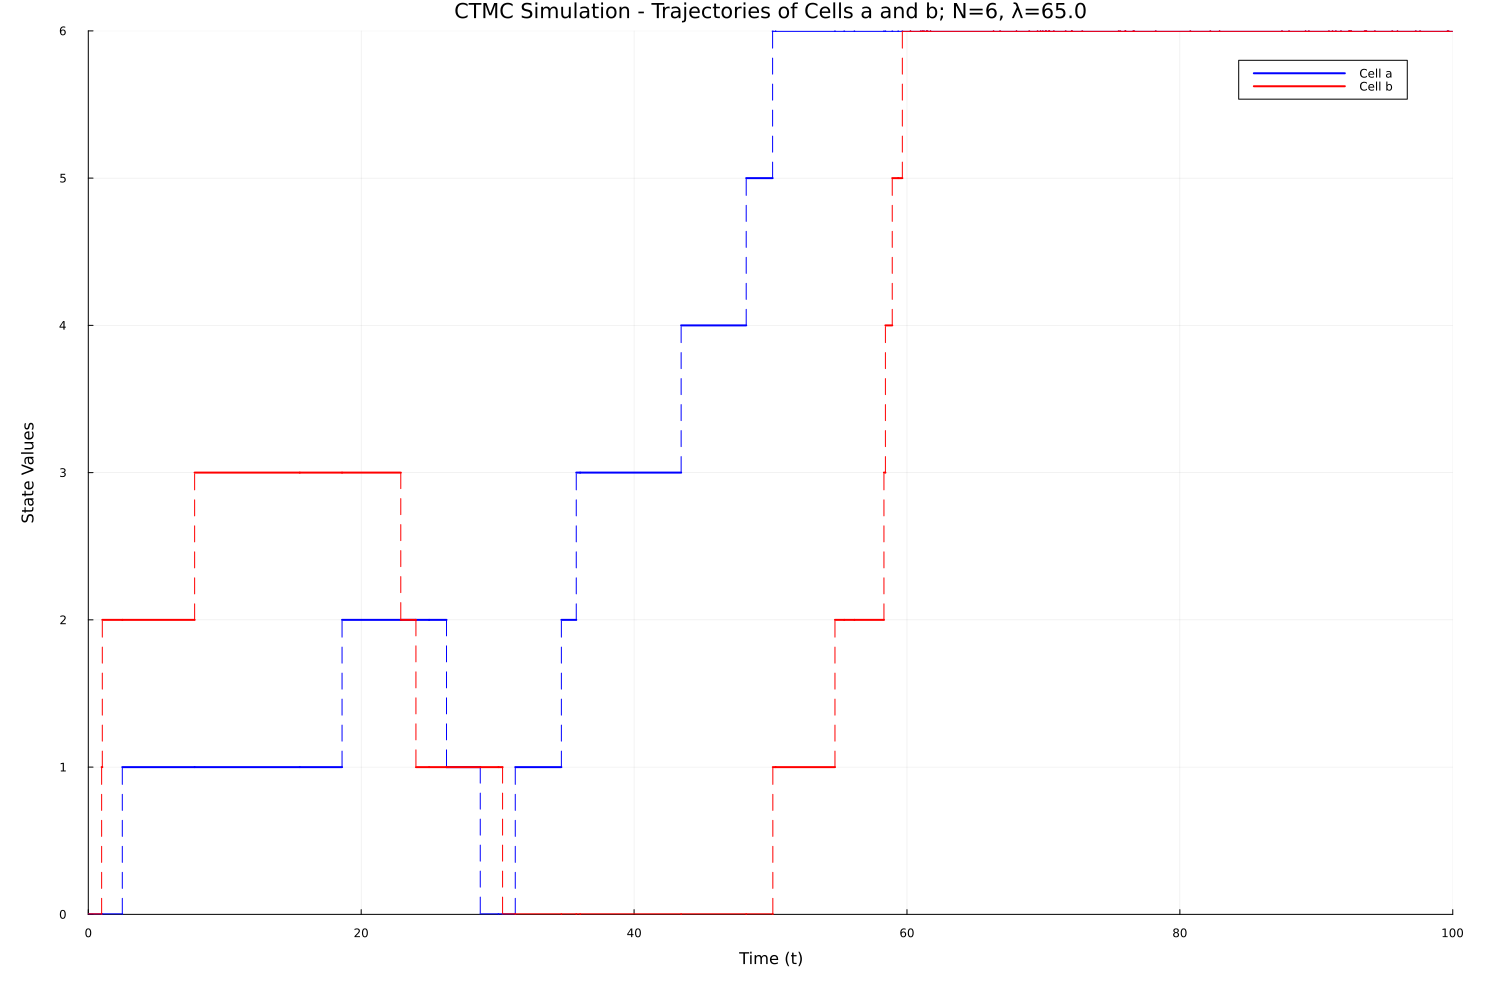 CTMC Simulation - Trajectories of Cells a and b; N=6, λ=65.0
6
5
4
3
2
1
0
State Values
Cell a
Cell b
0 20 40 60 80 100
Time (t)